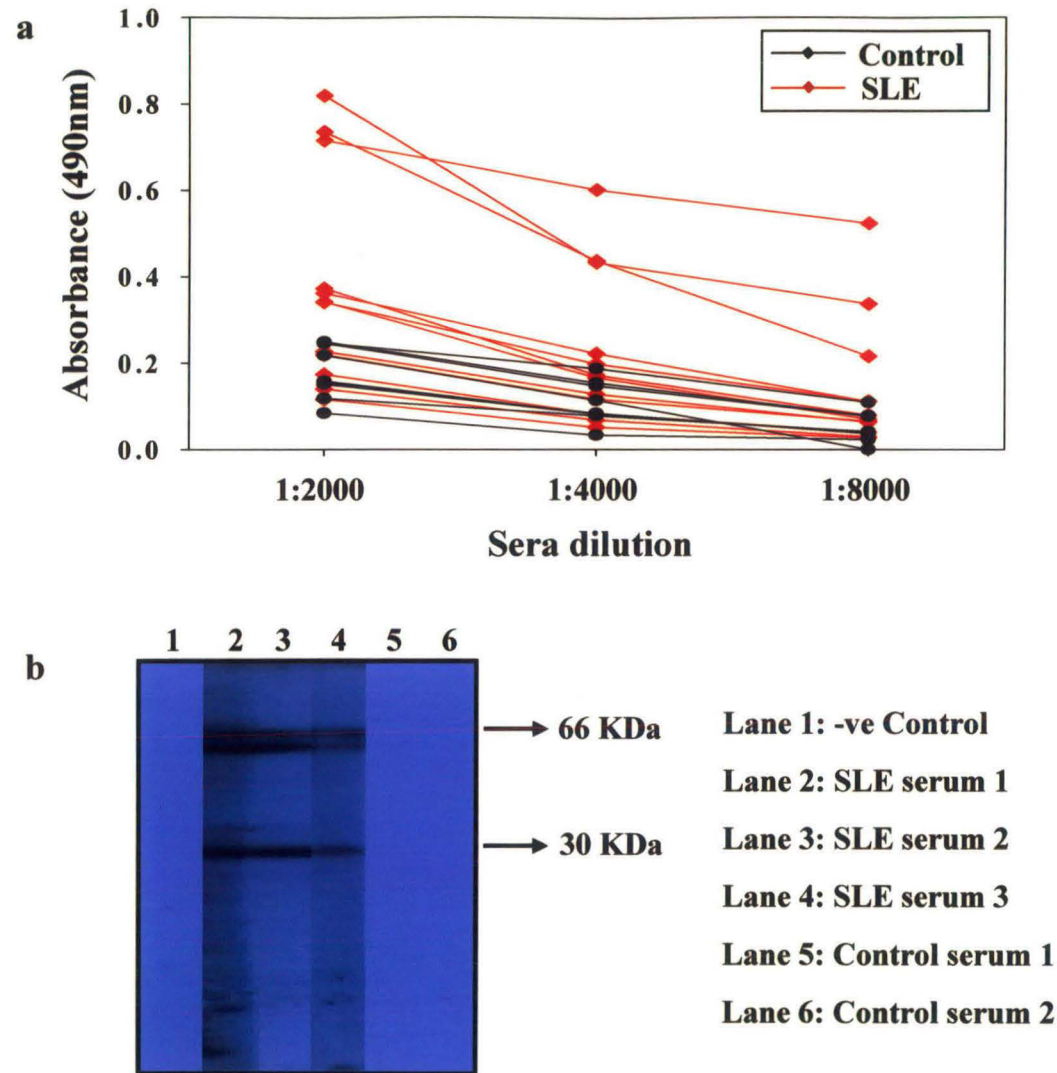 a
1.0
0.8
0.6
0.4
0.2
0.0
Absorbance (490nm)
Control
SLE
1:2000 1:4000 1:8000
Sera dilution
b
1 2 3 4 5 6
66 KDa
30 KDa
Lane 1: -ve Control
Lane 2: SLE serum 1
Lane 3: SLE serum 2
Lane 4: SLE serum 3
Lane 5: Control serum 1
Lane 6: Control serum 2